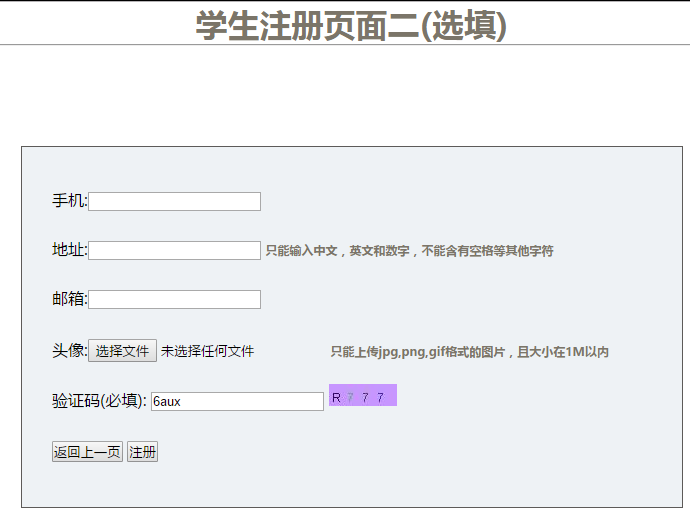 学生注册页面二(选填)
手机:
地址: 只能输入中文，英文和数字，不能含有空格等其他字符
邮箱:
头像: 选择文件 未选择任何文件 只能上传jpg,png,gif格式的图片，且大小在1M以内
验证码(必填): 6aux R 7 7 7
返回上一页 注册